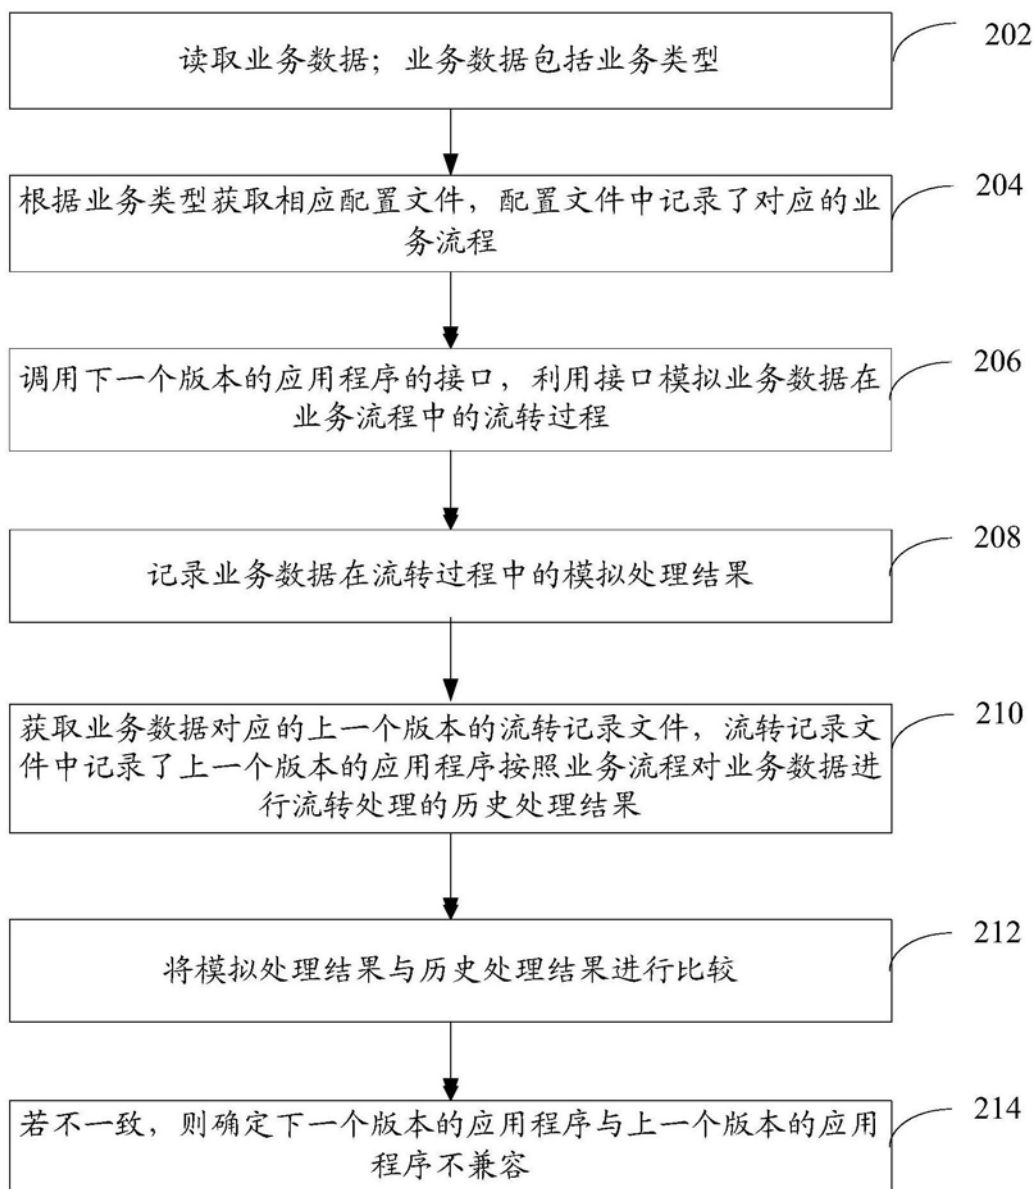 读取业务数据；业务数据包括业务类型
202
根据业务类型获取相应配置文件，配置文件中记录了对应的业
务流程
204
调用下一个版本的应用程序的接口，利用接口模拟业务数据在
业务流程中的流转过程
206
记录业务数据在流转过程中的模拟处理结果
208
获取业务数据对应的上一个版本的流转记录文件，流转记录文
件中记录了上一个版本的应用程序按照业务流程对业务数据进
行流转处理的历史处理结果
210
将模拟处理结果与历史处理结果进行比较
212
若不一致，则确定下一个版本的应用程序与上一个版本的应用
程序不兼容
214